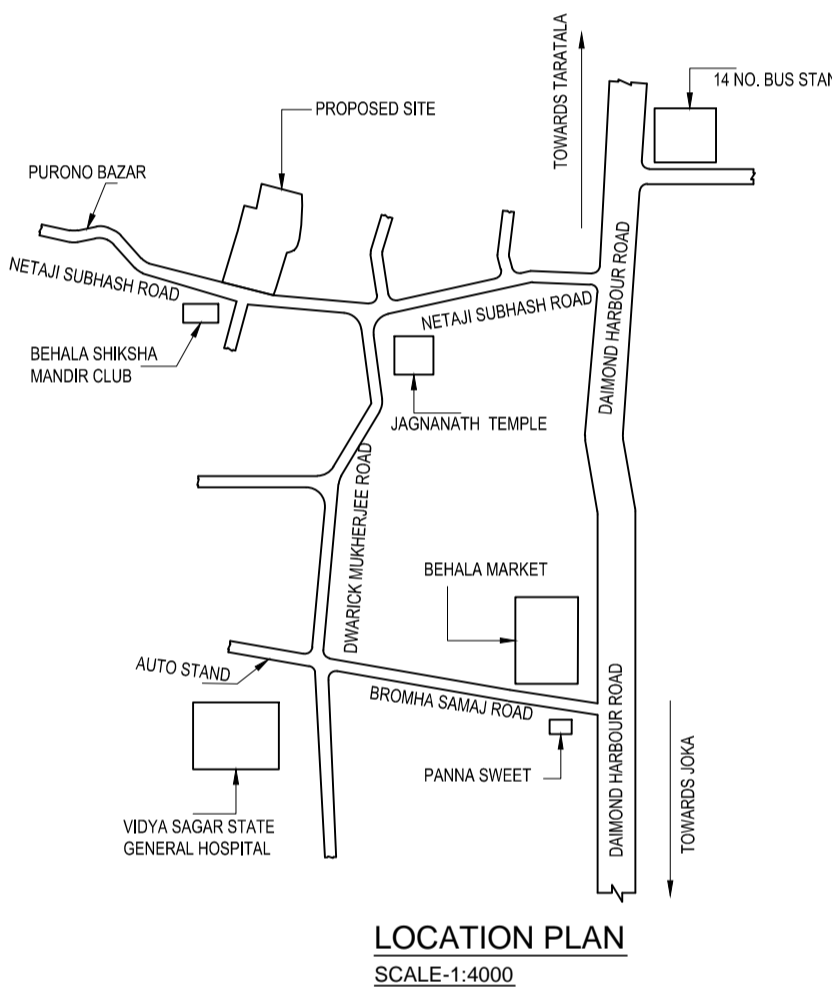 TOWARDS TARATALA
14 NO. BUS STAN
PROPOSED SITE
PURONO BAZAR
NETAJI SUBHASH ROAD
NETAJI SUBHASH ROAD
DAIMOND HARBOUR ROAD
BEHALA SHIKSHA
MANDIR CLUB
JAGNANATH TEMPLE
DWARICK MUKHERJEE ROAD
BEHALA MARKET
AUTO STAND
BROMHA SAMAJ ROAD
DAIMOND HARBOUR ROAD
TOWARDS JOKA
PANNA SWEET
VIDYA SAGAR STATE
GENERAL HOSPITAL
LOCATION PLAN
SCALE-1:4000